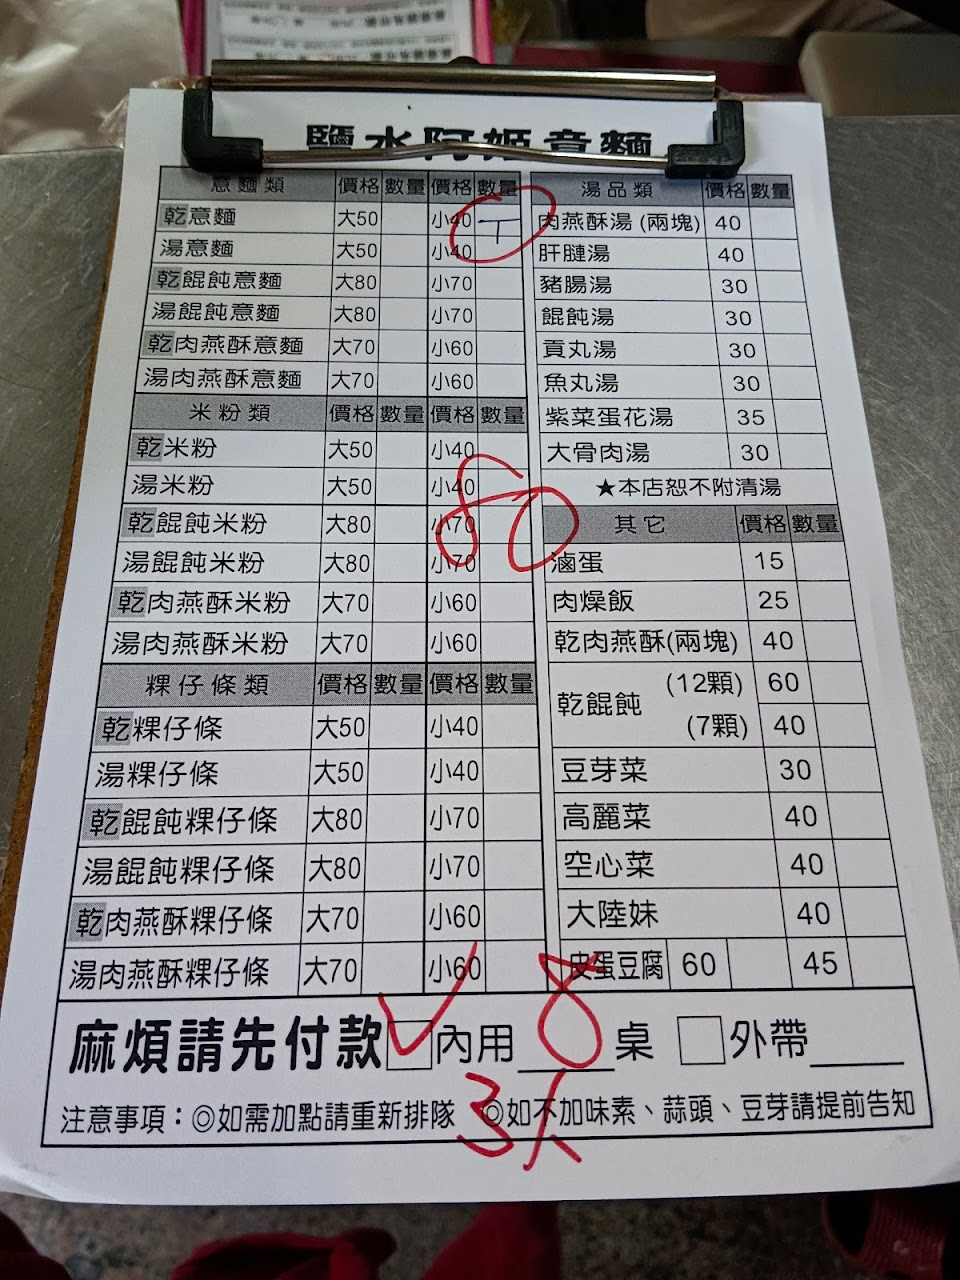 鹽水阿姬意麵
意麵類 價格 數量 價格 數量
乾意麵 大50 小40 丅
湯意麵 大50 小40
乾餛飩意麵 大80 小70
湯餛飩意麵 大80 小70
乾肉燕酥意麵 大70 小60
湯肉燕酥意麵 大70 小60
米粉類 價格 數量 價格 數量
乾米粉 大50 小40
湯米粉 大50 小40
乾餛飩米粉 大80 小70
湯餛飩米粉 大80 小70
乾肉燕酥米粉 大70 小60
湯肉燕酥米粉 大70 小60
80
粿仔條類 價格 數量 價格 數量
乾粿仔條 大50 小40
湯粿仔條 大50 小40
乾餛飩粿仔條 大80 小70
湯餛飩粿仔條 大80 小70
乾肉燕酥粿仔條 大70 小60
湯肉燕酥粿仔條 大70 小60
湯品類 價格 數量
肉燕酥湯(兩塊) 40
肝腱湯 40
豬腸湯 30
餛飩湯 30
貢丸湯 30
魚丸湯 30
紫菜蛋花湯 35
大骨肉湯 30
★本店恕不附清湯
其它 價格 數量
滷蛋 15
肉燥飯 25
乾肉燕酥(兩塊) 40
乾餛飩 (12顆) 60
(7顆) 40
豆芽菜 30
高麗菜 40
空心菜 40
大陸妹 40
皮蛋豆腐 60 45
麻煩請先付款 ✓內用 8 桌 □外帶
3人
注意事項：◎如需加點請重新排隊 ◎如不加味素、蒜頭、豆芽請提前告知